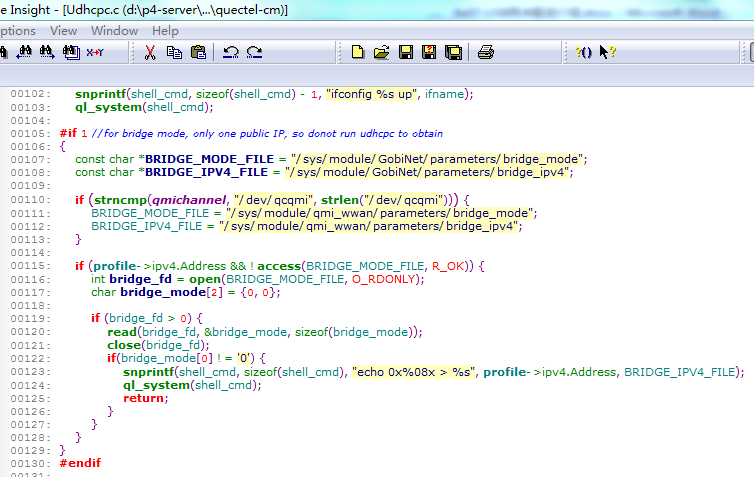 e Insight - [Udhcpc.c (d:\p4-server\...\quectel-cm)]
ptions View Window Help
00102: snprintf(shell_cmd, sizeof(shell_cmd) - 1, "ifconfig %s up", ifname);
00103: ql_system(shell_cmd);
00104:
00105: #if 1 //for bridge mode, only one public IP, so donot run udhcpc to obtain
00106: {
00107: const char *BRIDGE_MODE_FILE = "/sys/module/GobiNet/parameters/bridge_mode";
00108: const char *BRIDGE_IPV4_FILE = "/sys/module/GobiNet/parameters/bridge_ipv4";
00109:
00110: if (strncmp(qmichannel, "/dev/qcqmi", strlen("/dev/qcqmi"))) {
00111: BRIDGE_MODE_FILE = "/sys/module/qmi_wwan/parameters/bridge_mode";
00112: BRIDGE_IPV4_FILE = "/sys/module/qmi_wwan/parameters/bridge_ipv4";
00113: }
00114:
00115: if (profile->ipv4.Address && ! access(BRIDGE_MODE_FILE, R_OK)) {
00116: int bridge_fd = open(BRIDGE_MODE_FILE, O_RDONLY);
00117: char bridge_mode[2] = {0, 0};
00118:
00119: if (bridge_fd > 0) {
00120: read(bridge_fd, &bridge_mode, sizeof(bridge_mode));
00121: close(bridge_fd);
00122: if(bridge_mode[0] ! = '0') {
00123: snprintf(shell_cmd, sizeof(shell_cmd), "echo 0x%08x > %s", profile->ipv4.Address, BRIDGE_IPV4_FILE);
00124: ql_system(shell_cmd);
00125: return;
00126: }
00127: }
00128: }
00129: }
00130: #endif